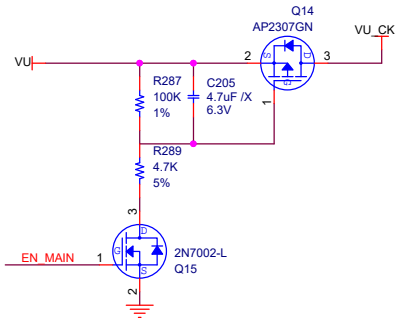 Q14
AP2307GN
VU_CK
VU
2
3
S
D
G
1
R287
100K
1%
C205
4.7uF /X
6.3V
R289
4.7K
5%
3
D
G
S
EN_MAIN
1
2N7002-L
Q15
2